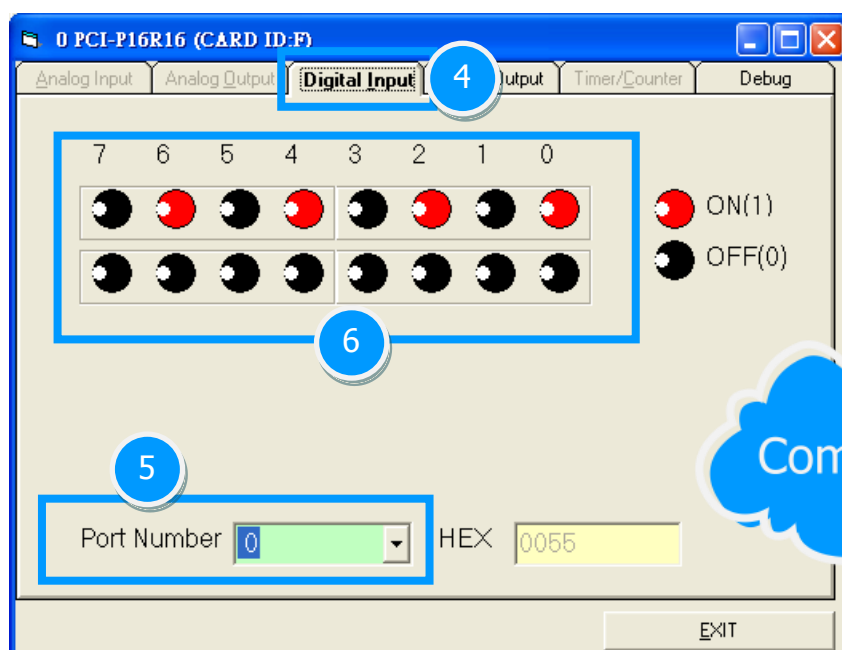 0 PCI-P16R16 (CARD ID:F)
Analog Input Analog Output Digital Input 4 utput Timer/Counter Debug
7 6 5 4 3 2 1 0
ON(1)
OFF(0)
6
Com
5
Port Number 0 HEX 0055
EXIT